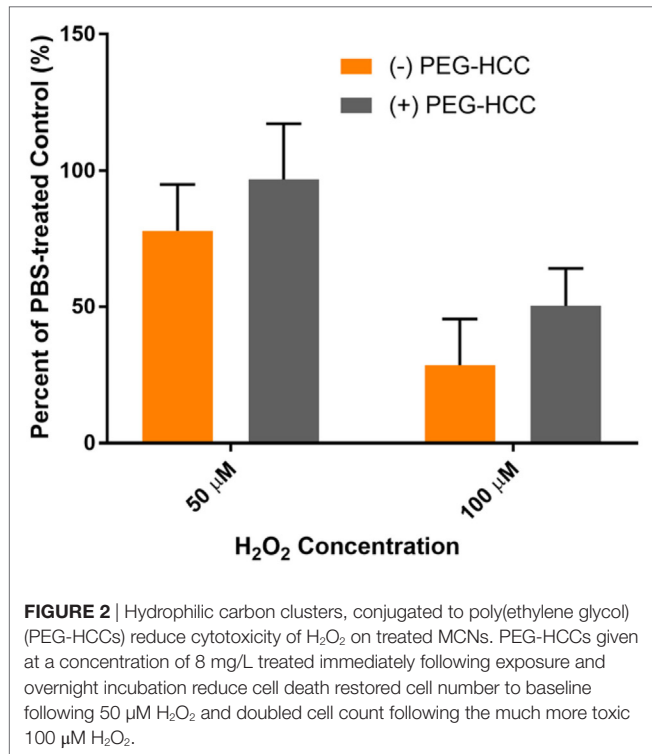 150
100
50
0
Percent of PBS-treated Control (%)
(-) PEG-HCC
(+) PEG-HCC
50 μM
100 μM
H₂O₂ Concentration
FIGURE 2 | Hydrophilic carbon clusters, conjugated to poly(ethylene glycol)
(PEG-HCCs) reduce cytotoxicity of H₂O₂ on treated MCNs. PEG-HCCs given
at a concentration of 8 mg/L treated immediately following exposure and
overnight incubation reduce cell death restored cell number to baseline
following 50 μM H₂O₂ and doubled cell count following the much more toxic
100 μM H₂O₂.